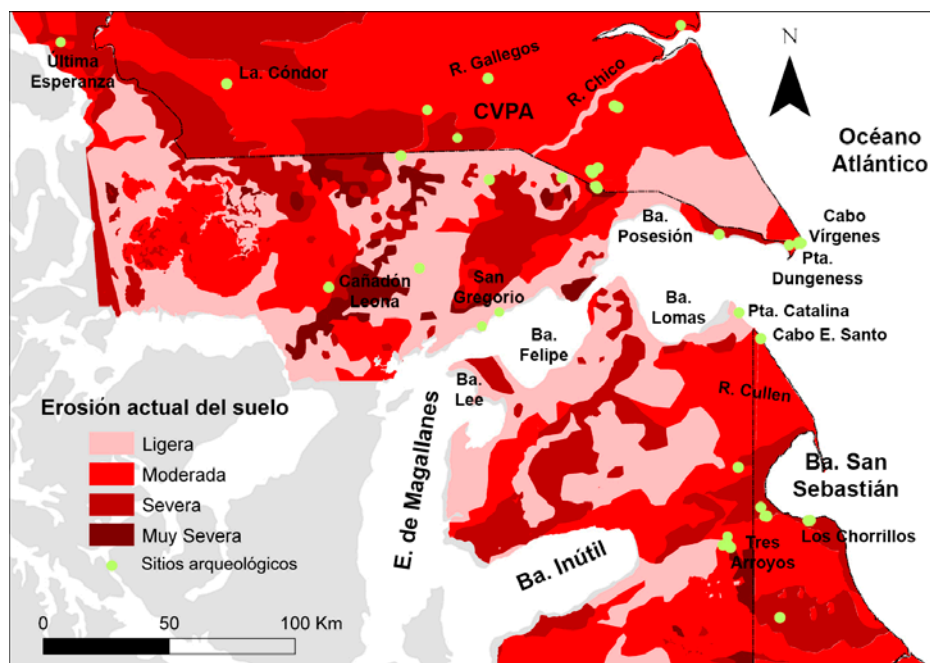 N
Última
Esperanza
La. Cóndor
R. Gallegos
R. Chico
CVPA
Océano
Atlántico
Ba.
Posesión
Cabo
Vírgenes
Pta.
Dungeness
Cañadón
Leona
San
Gregorio
Ba.
Felipe
Ba.
Lomas
Pta. Catalina
Cabo E. Santo
Ba.
Lee
R. Cullen
E. de Magallanes
Ba. San
Sebastián
Los Chorrillos
Tres
Arroyos
Ba. Inútil
Erosión actual del suelo
Ligera
Moderada
Severa
Muy Severa
Sitios arqueológicos
0 50 100 Km